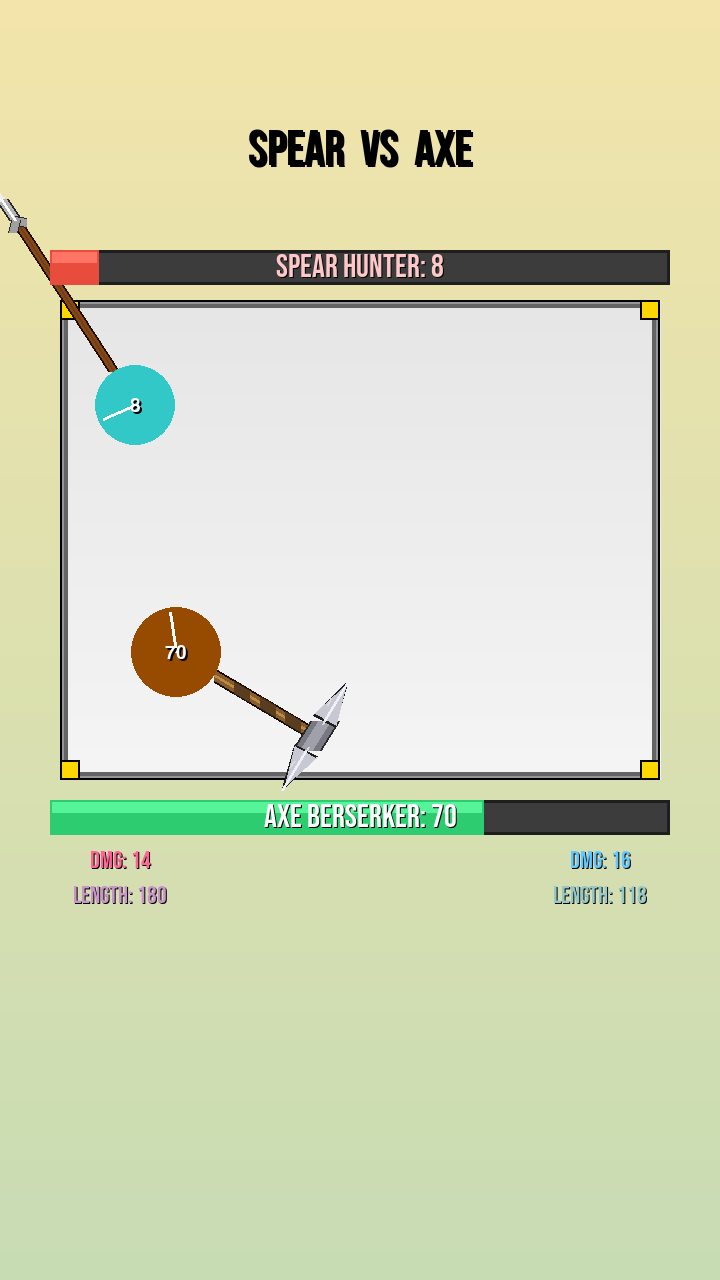 SPEAR VS AXE
SPEAR HUNTER: 8
8
70
AXE BERSERKER: 70
DMG: 14
DMG: 16
LENGTH: 180
LENGTH: 118